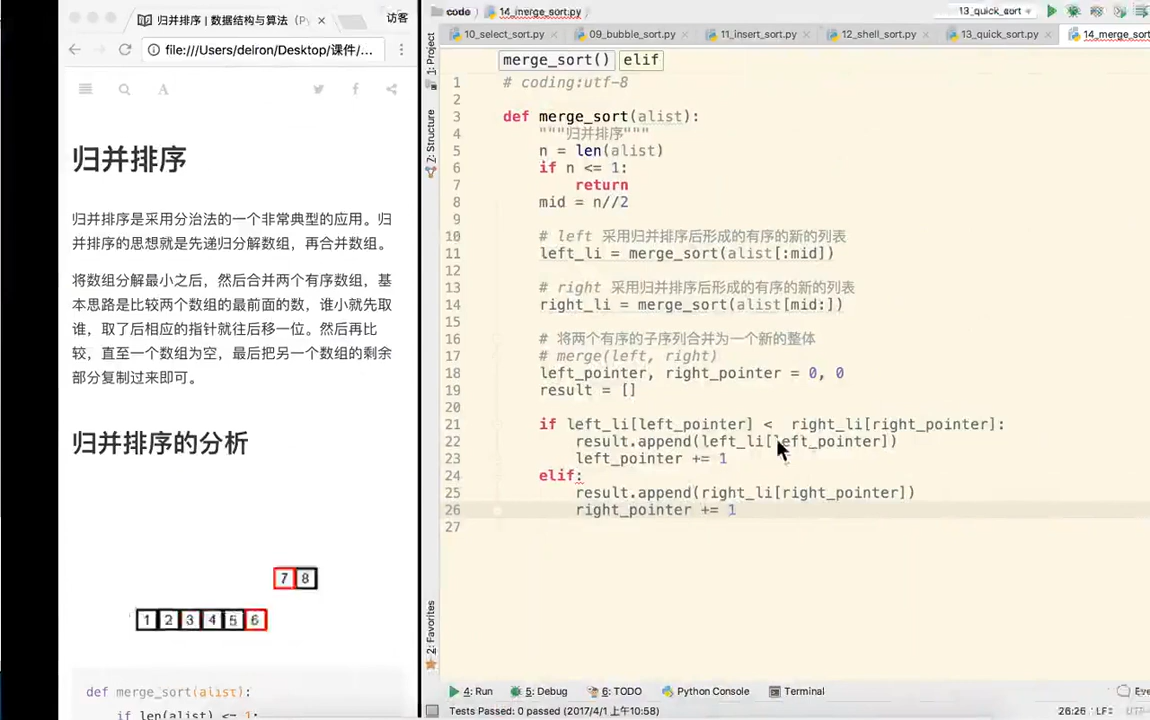 归并排序 | 数据结构与算法 (Py
访客
file:///Users/delron/Desktop/课件/...
归并排序
归并排序是采用分治法的一个非常典型的应用。归
并排序的思想就是先递归分解数组，再合并数组。
将数组分解最小之后，然后合并两个有序数组，基
本思路是比较两个数组的最前面的数，谁小就先取
谁，取了后相应的指针就往后移一位。然后再比
较，直至一个数组为空，最后把另一个数组的剩余
部分复制过来即可。
归并排序的分析
7 8
1 2 3 4 5 6
def merge_sort(alist):
if len(alist) <= 1:
code
14_merge_sort.py
13_quick_sort
10_select_sort.py
09_bubble_sort.py
11_insert_sort.py
12_shell_sort.py
13_quick_sort.py
14_merge_sort
1: Project
7: Structure
2: Favorites
merge_sort() elif
1 # coding:utf-8
2
3 def merge_sort(alist):
4 """归并排序"""
5 n = len(alist)
6 if n <= 1:
7 return
8 mid = n//2
9
10 # left 采用归并排序后形成的有序的新的列表
11 left_li = merge_sort(alist[:mid])
12
13 # right 采用归并排序后形成的有序的新的列表
14 right_li = merge_sort(alist[mid:])
15
16 # 将两个有序的子序列合并为一个新的整体
17 # merge(left, right)
18 left_pointer, right_pointer = 0, 0
19 result = []
20
21 if left_li[left_pointer] <  right_li[right_pointer]:
22 result.append(left_li[left_pointer])
23 left_pointer += 1
24 elif:
25 result.append(right_li[right_pointer])
26 right_pointer += 1
27
4: Run
5: Debug
6: TODO
Python Console
Terminal
Eve
Tests Passed: 0 passed (2017/4/1 上午10:58)
26:26 LF÷ UTF-